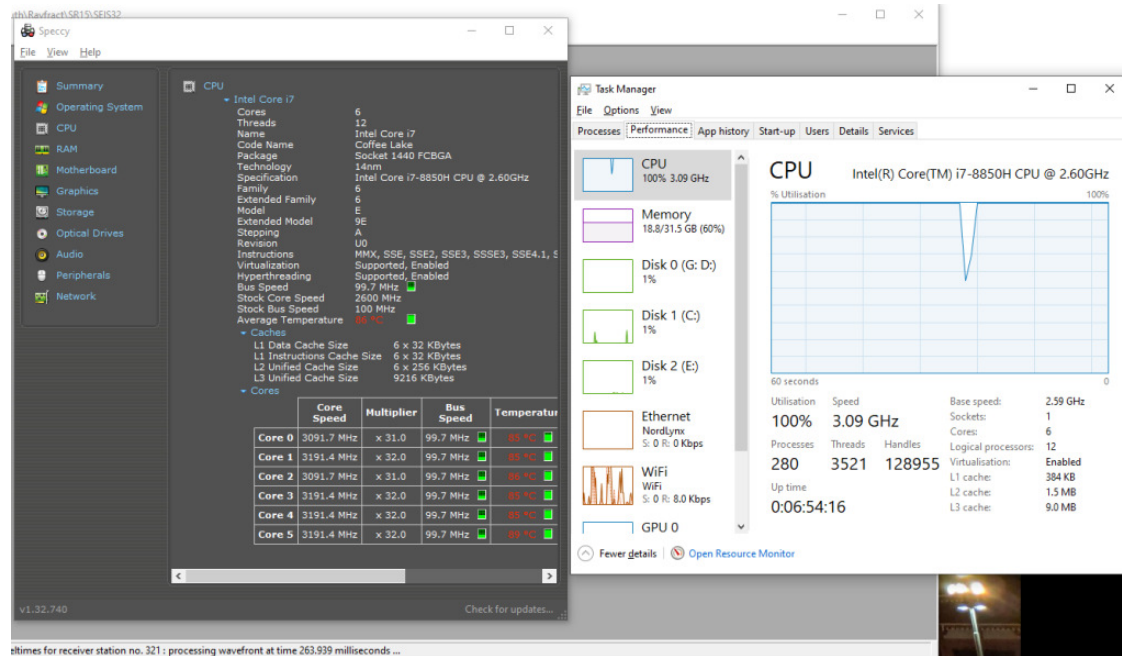 th\Rayfract\SR15\SEIS32
Speccy
File View Help
Summary
Operating System
CPU
RAM
Motherboard
Graphics
Storage
Optical Drives
Audio
Peripherals
Network
CPU
Intel Core i7
Cores 6
Threads 12
Name Intel Core i7
Code Name Coffee Lake
Package Socket 1440 FCBGA
Technology 14nm
Specification Intel Core i7-8850H CPU @ 2.60GHz
Family 6
Extended Family 6
Model E
Extended Model 9E
Stepping A
Revision U0
Instructions MMX, SSE, SSE2, SSE3, SSSE3, SSE4.1, S
Virtualization Supported, Enabled
Hyperthreading Supported, Enabled
Bus Speed 99.7 MHz
Stock Core Speed 2600 MHz
Stock Bus Speed 100 MHz
Average Temperature 86 °C
Caches
L1 Data Cache Size 6 x 32 KBytes
L1 Instructions Cache Size 6 x 32 KBytes
L2 Unified Cache Size 6 x 256 KBytes
L3 Unified Cache Size 9216 KBytes
Cores
Core Speed Multiplier Bus Speed Temperatur
Core 0 3091.7 MHz x 31.0 99.7 MHz 85 °C
Core 1 3191.4 MHz x 32.0 99.7 MHz 85 °C
Core 2 3091.7 MHz x 31.0 99.7 MHz 86 °C
Core 3 3191.4 MHz x 32.0 99.7 MHz 85 °C
Core 4 3191.4 MHz x 32.0 99.7 MHz 85 °C
Core 5 3191.4 MHz x 32.0 99.7 MHz 89 °C
v1.32.740
Check for updates...
Task Manager
File Options View
Processes Performance App history Start-up Users Details Services
CPU
100% 3.09 GHz
Memory
18.8/31.5 GB (60%)
Disk 0 (G: D:)
1%
Disk 1 (C:)
1%
Disk 2 (E:)
1%
Ethernet
NordLynx
S: 0 R: 0 Kbps
WiFi
WiFi
S: 0 R: 8.0 Kbps
GPU 0
CPU Intel(R) Core(TM) i7-8850H CPU @ 2.60GHz
% Utilisation 100%
60 seconds 0
Utilisation Speed
100% 3.09 GHz
Processes Threads Handles
280 3521 128955
Up time
0:06:54:16
Base speed: 2.59 GHz
Sockets: 1
Cores: 6
Logical processors: 12
Virtualisation: Enabled
L1 cache: 384 KB
L2 cache: 1.5 MB
L3 cache: 9.0 MB
Fewer details Open Resource Monitor
eltimes for receiver station no. 321 : processing wavefront at time 263.939 milliseconds ...